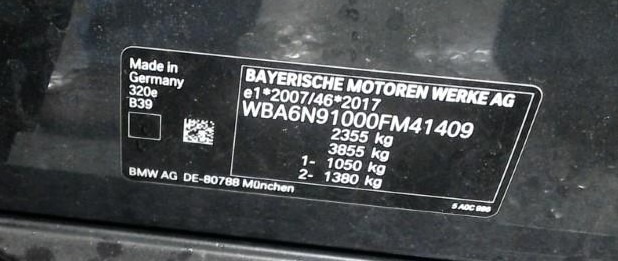 Made in
Germany
320e
B39
BMW AG DE-80788 München
BAYERISCHE MOTOREN WERKE AG
e1*2007/46*2017
WBA6N91000FM41409
2355 kg
3855 kg
1- 1050 kg
2- 1380 kg